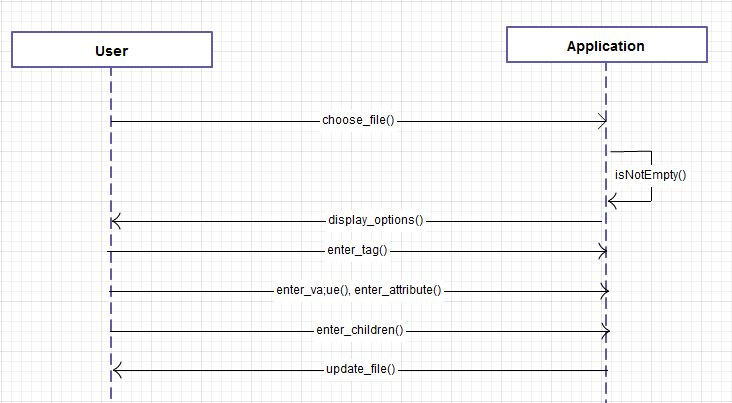 User
Application
choose_file()
isNotEmpty()
display_options()
enter_tag()
enter_va;ue(), enter_attribute()
enter_children()
update_file()